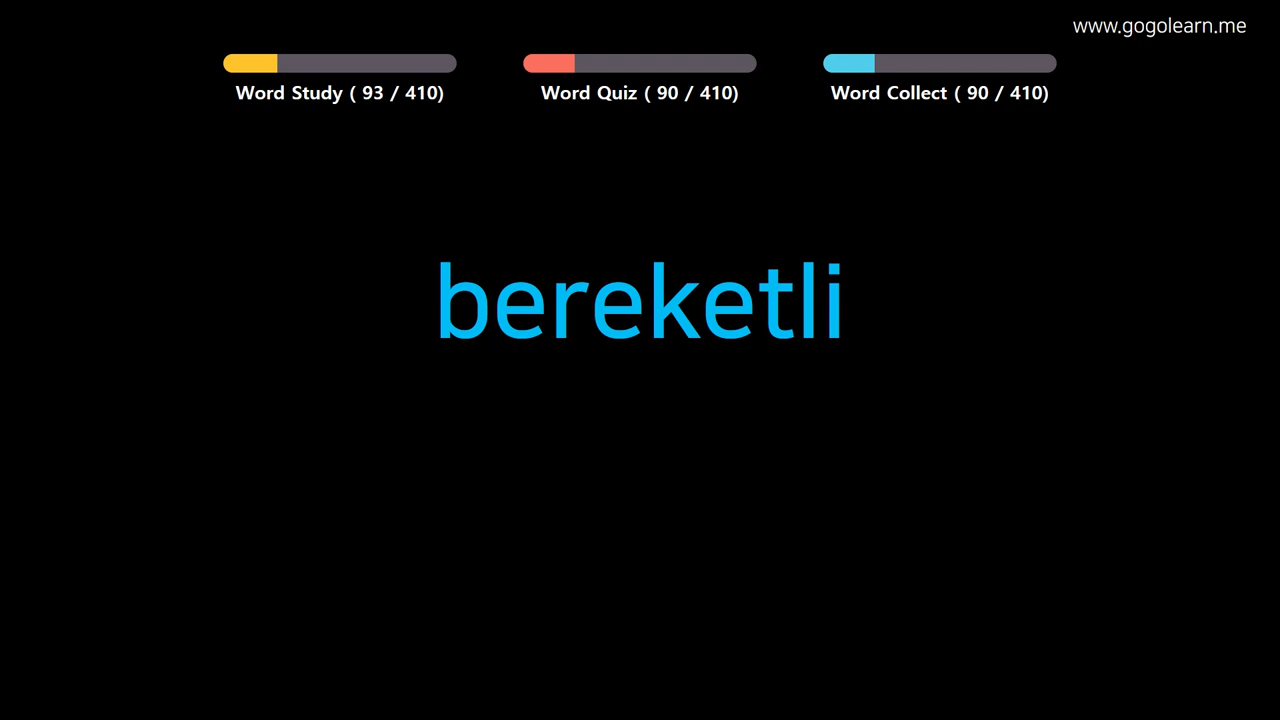 www.gogolearn.me
Word Study ( 93 / 410)
Word Quiz ( 90 / 410)
Word Collect ( 90 / 410)
bereketli